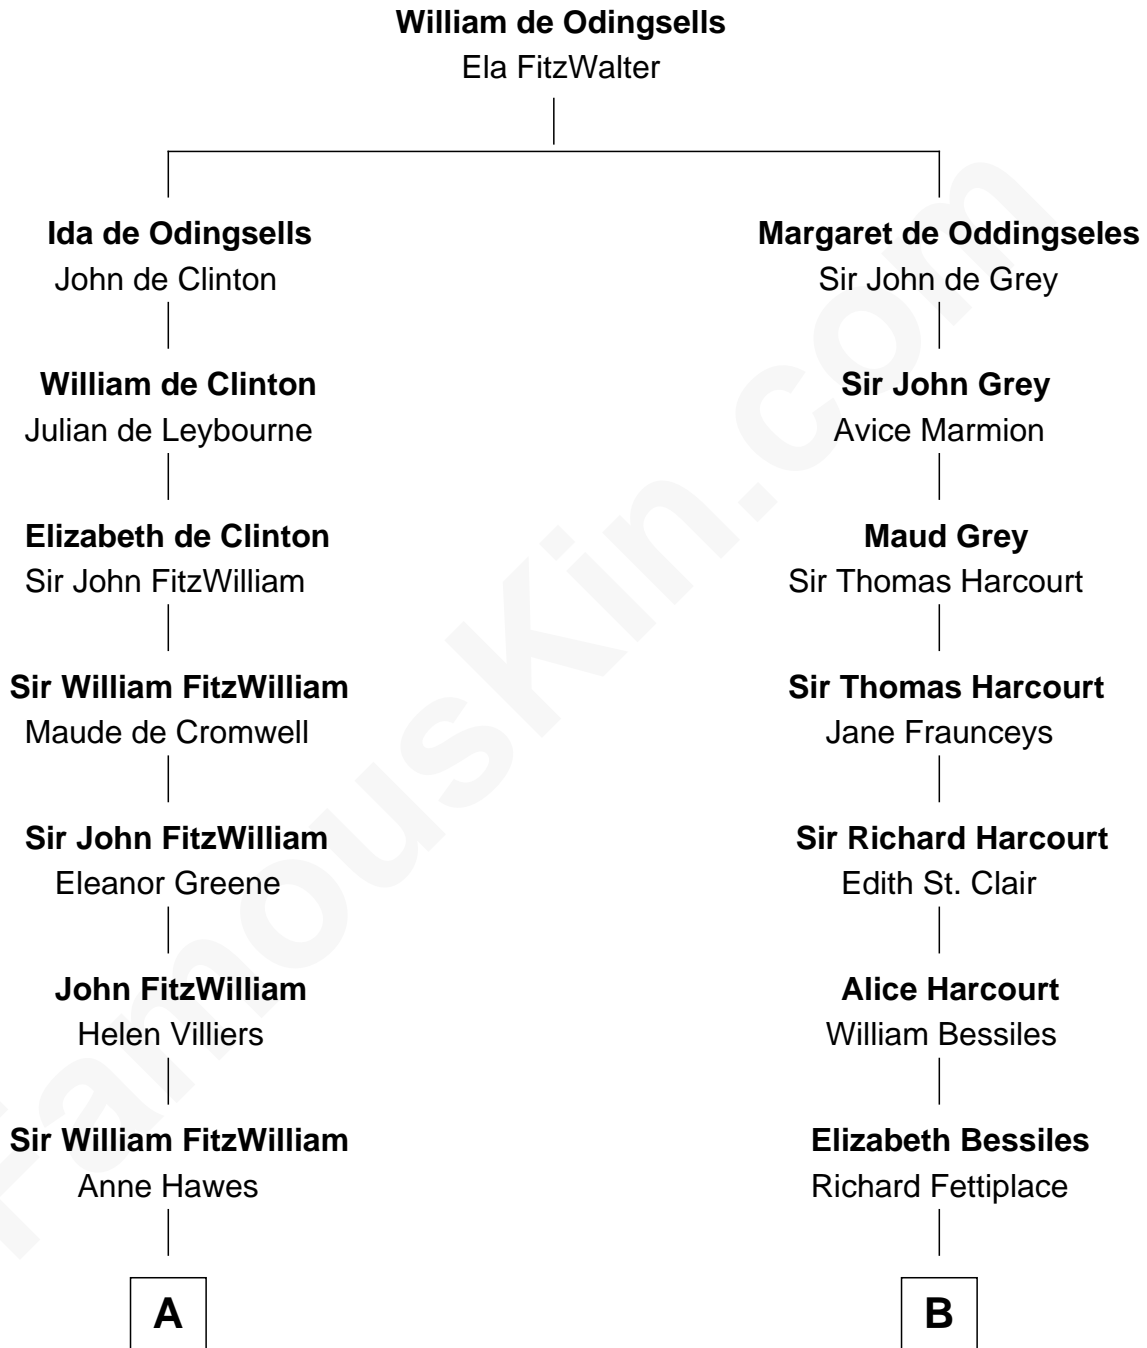 William de Odingsells
Ela FitzWalter
Ida de Odingsells
John de Clinton
William de Clinton
Julian de Leybourne
Elizabeth de Clinton
Sir John FitzWilliam
Sir William FitzWilliam
Maude de Cromwell
Sir John FitzWilliam
Eleanor Greene
John FitzWilliam
Helen Villiers
Sir William FitzWilliam
Anne Hawes
A
Margaret de Oddingseles
Sir John de Grey
Sir John Grey
Avice Marmion
Maud Grey
Sir Thomas Harcourt
Sir Thomas Harcourt
Jane Fraunceys
Sir Richard Harcourt
Edith St. Clair
Alice Harcourt
William Bessiles
Elizabeth Bessiles
Richard Fettiplace
B
FamousKin.com